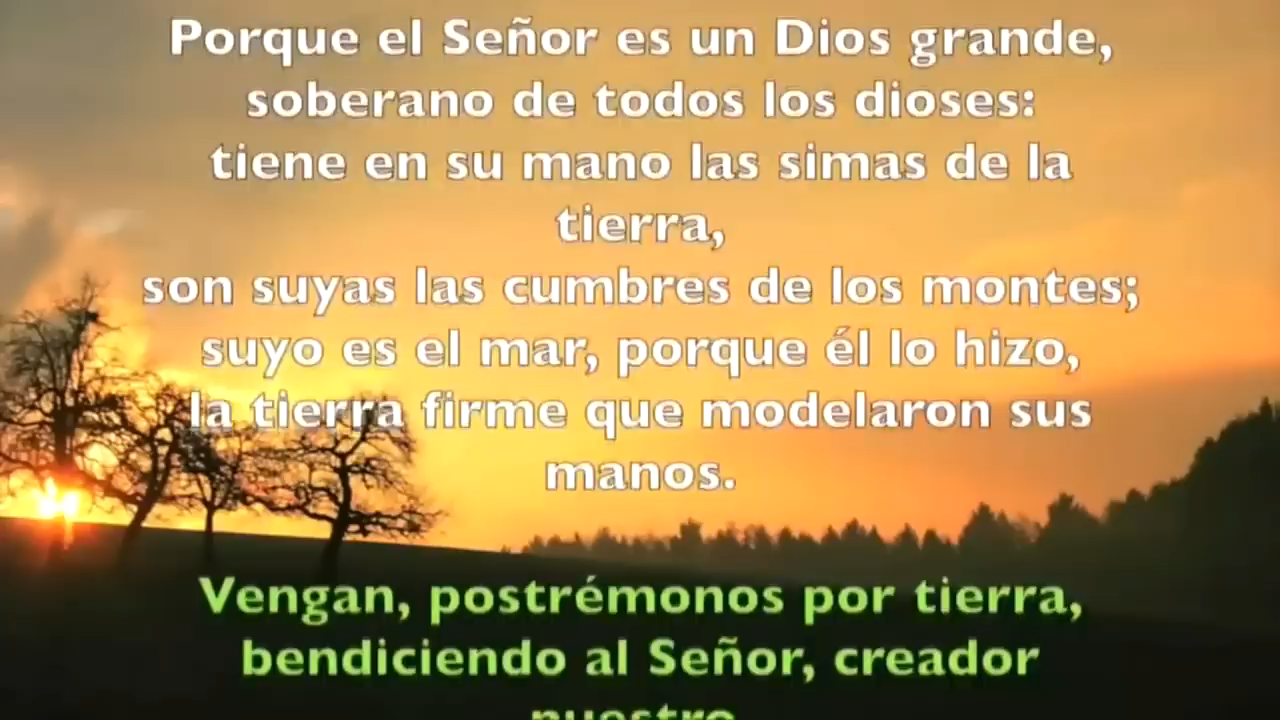 Porque el Señor es un Dios grande,
soberano de todos los dioses:
tiene en su mano las simas de la
tierra,
son suyas las cumbres de los montes;
suyo es el mar, porque él lo hizo,
la tierra firme que modelaron sus
manos.
Vengan, postrémonos por tierra,
bendiciendo al Señor, creador
nuestro